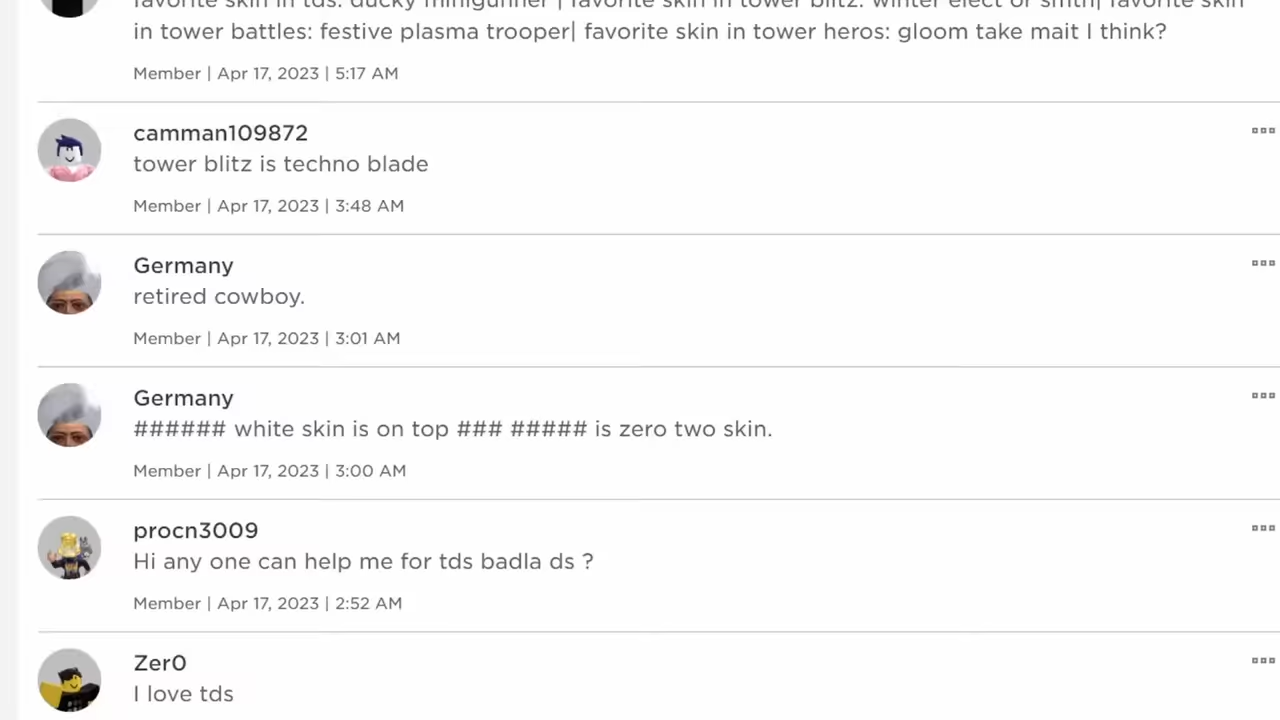 favorite skin in tds: ducky minigunner | favorite skin in tower blitz: winter elect or smth| favorite skin
in tower battles: festive plasma trooper| favorite skin in tower heros: gloom take mait I think?
Member | Apr 17, 2023 | 5:17 AM
camman109872
tower blitz is techno blade
Member | Apr 17, 2023 | 3:48 AM
Germany
retired cowboy.
Member | Apr 17, 2023 | 3:01 AM
Germany
###### white skin is on top ### ##### is zero two skin.
Member | Apr 17, 2023 | 3:00 AM
procn3009
Hi any one can help me for tds badla ds ?
Member | Apr 17, 2023 | 2:52 AM
Zer0
I love tds